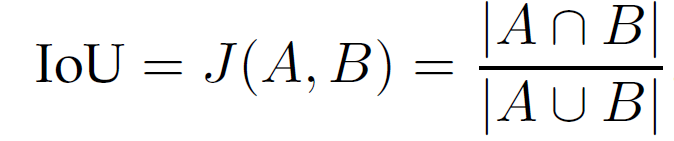 IoU = J(A, B) = |A ∩ B| / |A ∪ B|